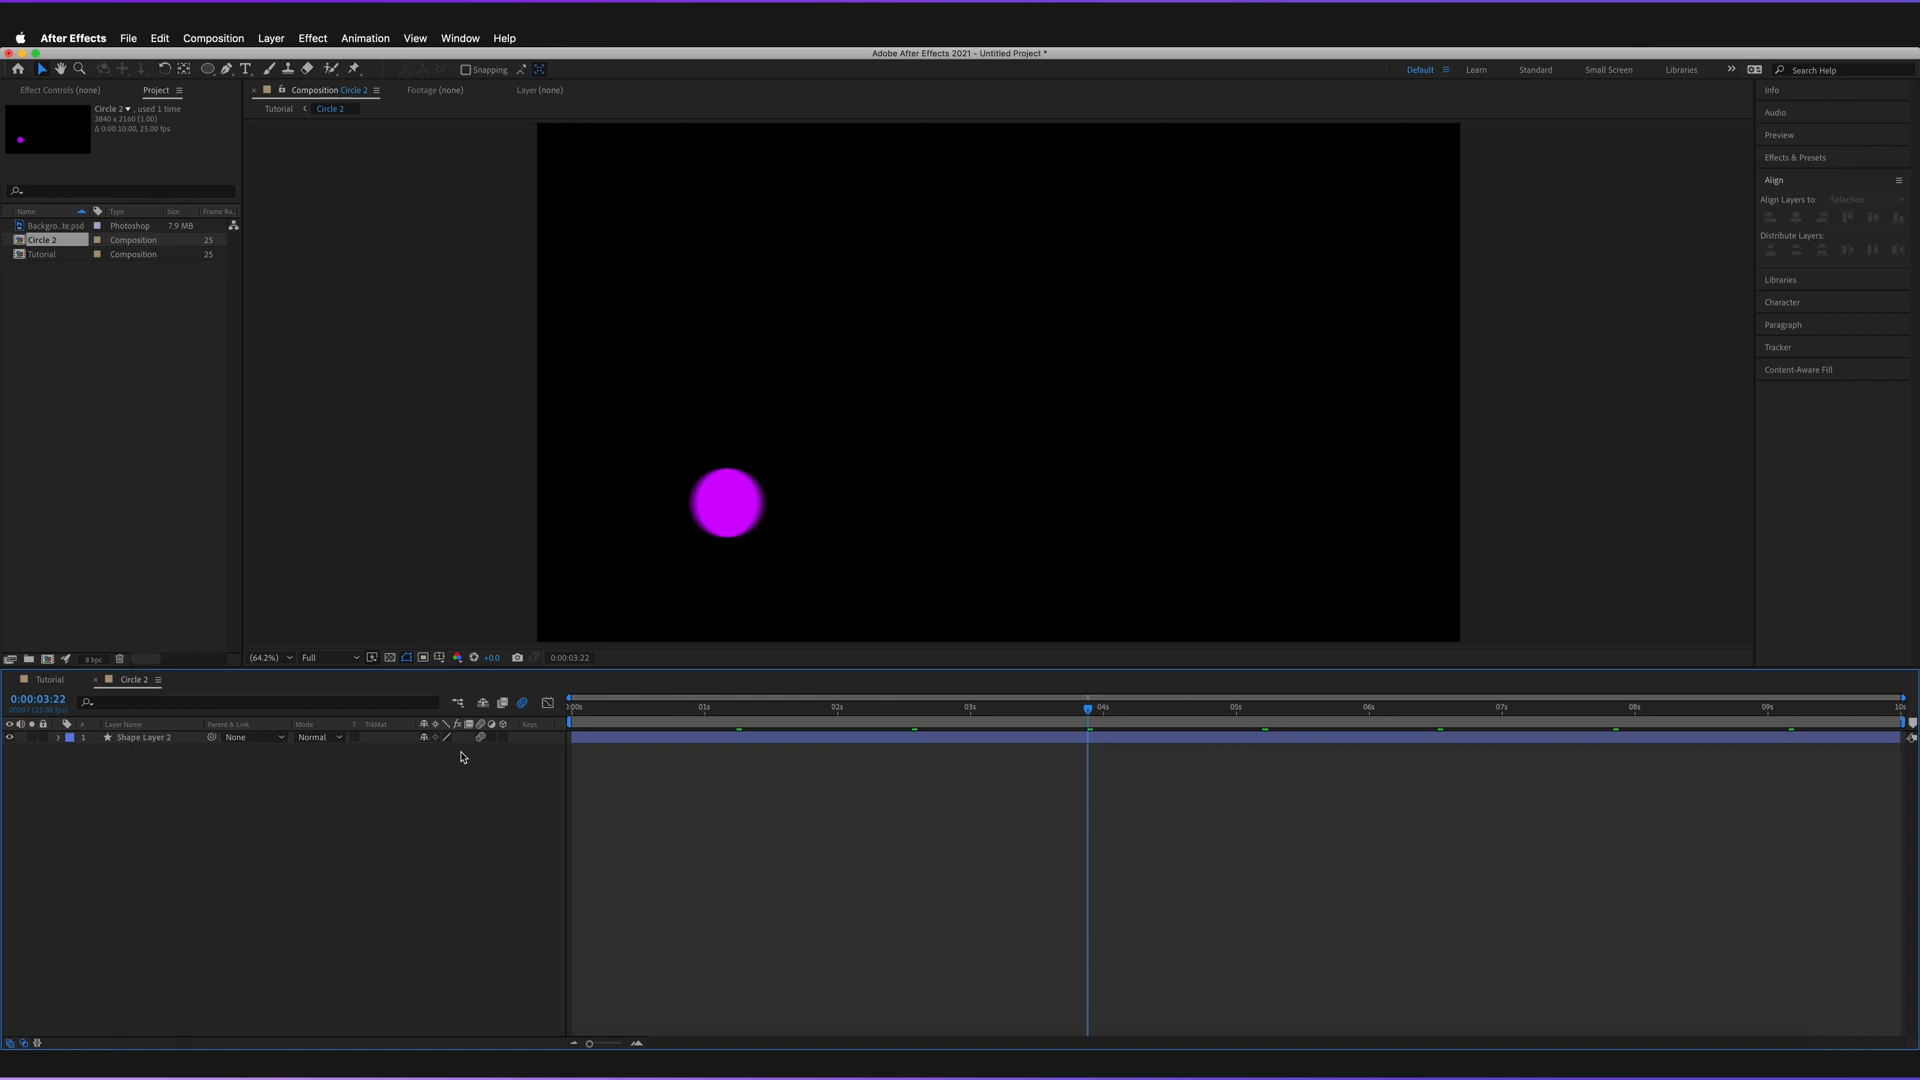 After Effects File Edit Composition Layer Effect Animation View Window Help
Adobe After Effects 2021 - Untitled Project *
Snapping
Default Learn Standard Small Screen Libraries Search Help
Effect Controls (none) Project
Composition Circle 2 Footage (none) Layer (none)
Tutorial Circle 2
Circle 2 , used 1 time
3840 x 2160 (1.00)
Δ 0:00:10:00, 25.00 fps
Name Type Size Frame Ra...
Backgro...te.psd Photoshop 7.9 MB
Circle 2 Composition 25
Tutorial Composition 25
Info
Audio
Preview
Effects & Presets
Align
Align Layers to: Selection
Distribute Layers:
Libraries
Character
Paragraph
Tracker
Content-Aware Fill
8 bpc
(64.2%) Full +0.0 0:00:03:22
Tutorial Circle 2
0:00:03:22
00097 (25.00 fps)
:00s 01s 02s 03s 04s 05s 06s 07s 08s 09s 10s
# Layer Name Parent & Link Mode T TrkMat fx Keys
1 Shape Layer 2 None Normal